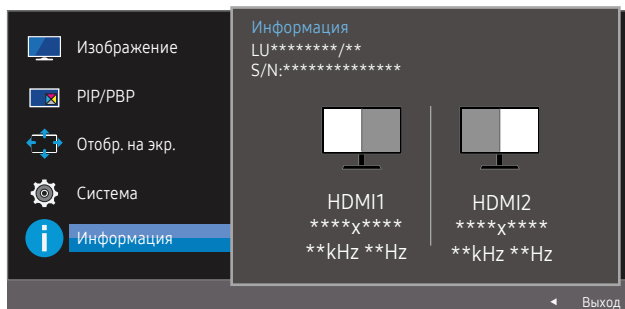 Изображение
PIP/PBP
Отобр. на экр.
Система
Информация
Информация
LU********/**
S/N:**************
HDMI1
****x****
**kHz **Hz
HDMI2
****x****
**kHz **Hz
Выход